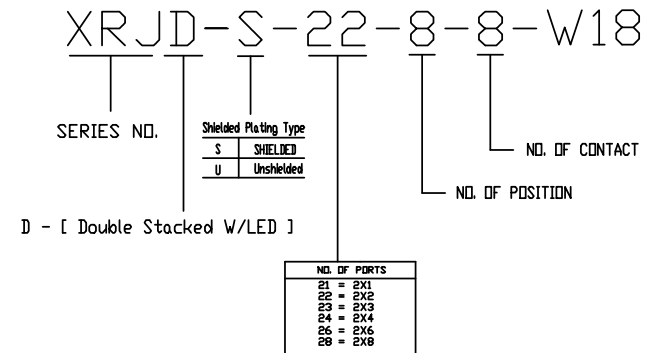 XRJD-S-22-8-8-W18
SERIES NO.
Shielded Plating Type
S SHIELDED
U Unshielded
NO. OF CONTACT
NO. OF POSITION
D - [ Double Stacked W/LED ]
NO. OF PORTS
21 = 2X1
22 = 2X2
23 = 2X3
24 = 2X4
26 = 2X6
28 = 2X8